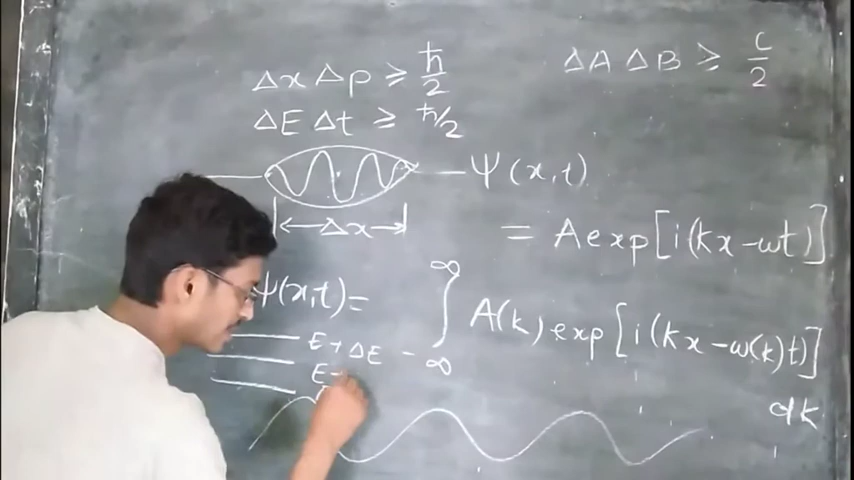 Δx Δp ≥ ħ/2
ΔA ΔB ≥ c/2
ΔE Δt ≥ ħ/2
Ψ(x,t)
|← Δx →|
= A exp[i(kx-ωt)]
Ψ(x,t) = ∫_{-∞}^{∞} A(k) exp[i(kx-ω(k)t)] dk
E + ΔE
E